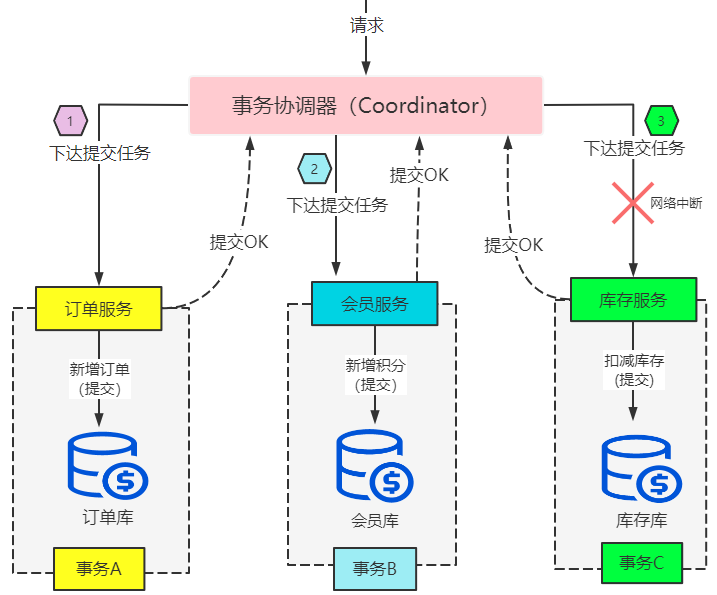 请求
事务协调器（Coordinator）
1
下达提交任务
2
下达提交任务
3
下达提交任务
网络中断
提交OK
提交OK
提交OK
订单服务
新增订单
（提交）
订单库
事务A
会员服务
新增积分
（提交）
会员库
事务B
库存服务
扣减库存
（提交)
库存库
事务C